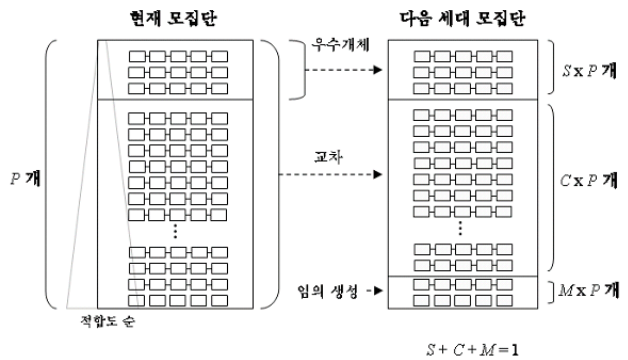 현재 모집단
다음 세대 모집단
우수개체
S x P 개
P 개
교차
C x P 개
임의 생성
M x P 개
적합도 순
S + C + M = 1